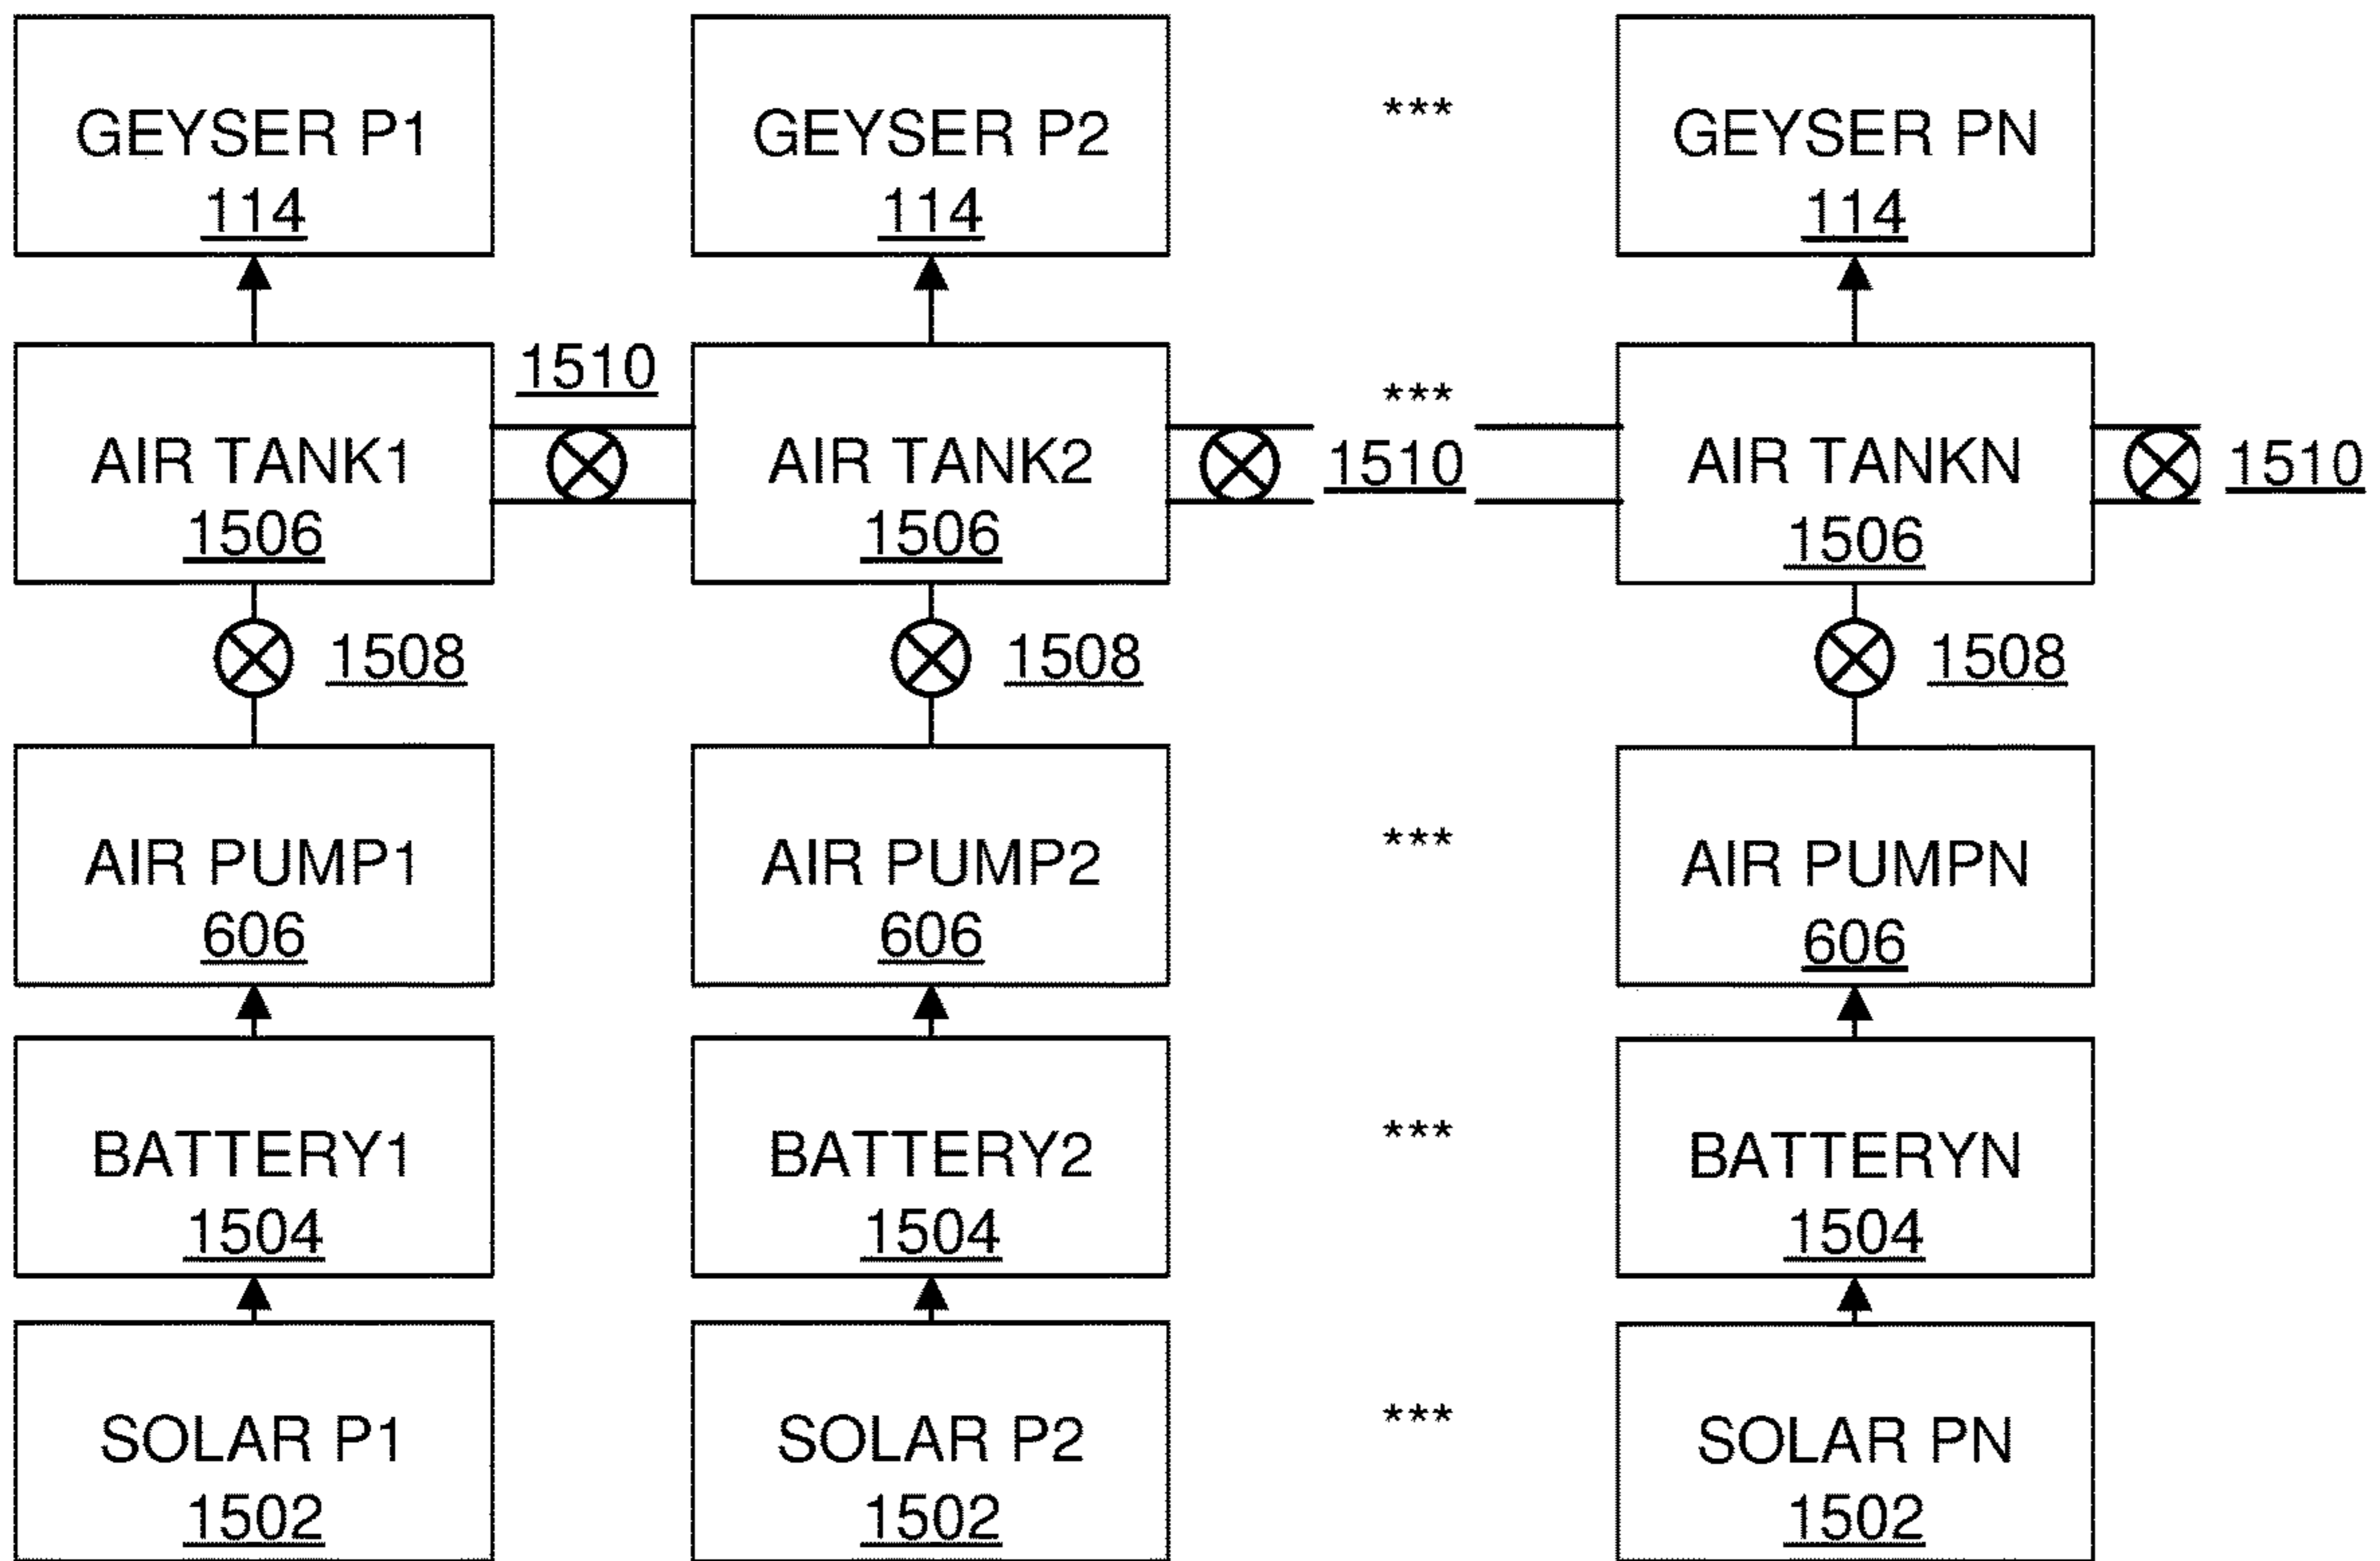 GEYSER P1
114
GEYSER P2
114
***
GEYSER PN
114
1510
***
AIR TANK1
1506
AIR TANK2
1506
1510
AIR TANKN
1506
1510
1508
1508
1508
AIR PUMP1
606
AIR PUMP2
606
***
AIR PUMPN
606
BATTERY1
1504
BATTERY2
1504
***
BATTERYN
1504
SOLAR P1
1502
SOLAR P2
1502
***
SOLAR PN
1502